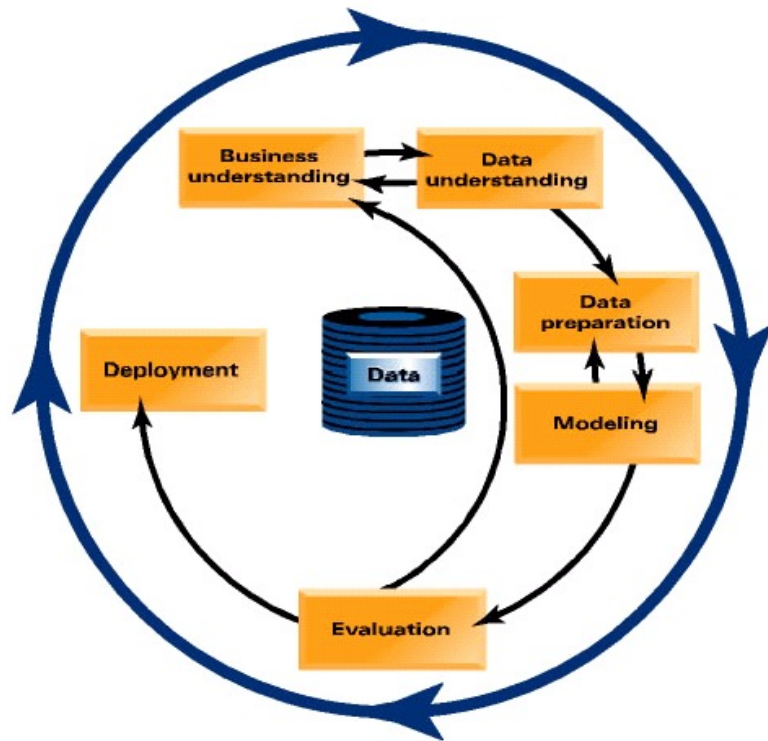 Business
understanding
Data
understanding
Data
preparation
Deployment
Data
Modeling
Evaluation